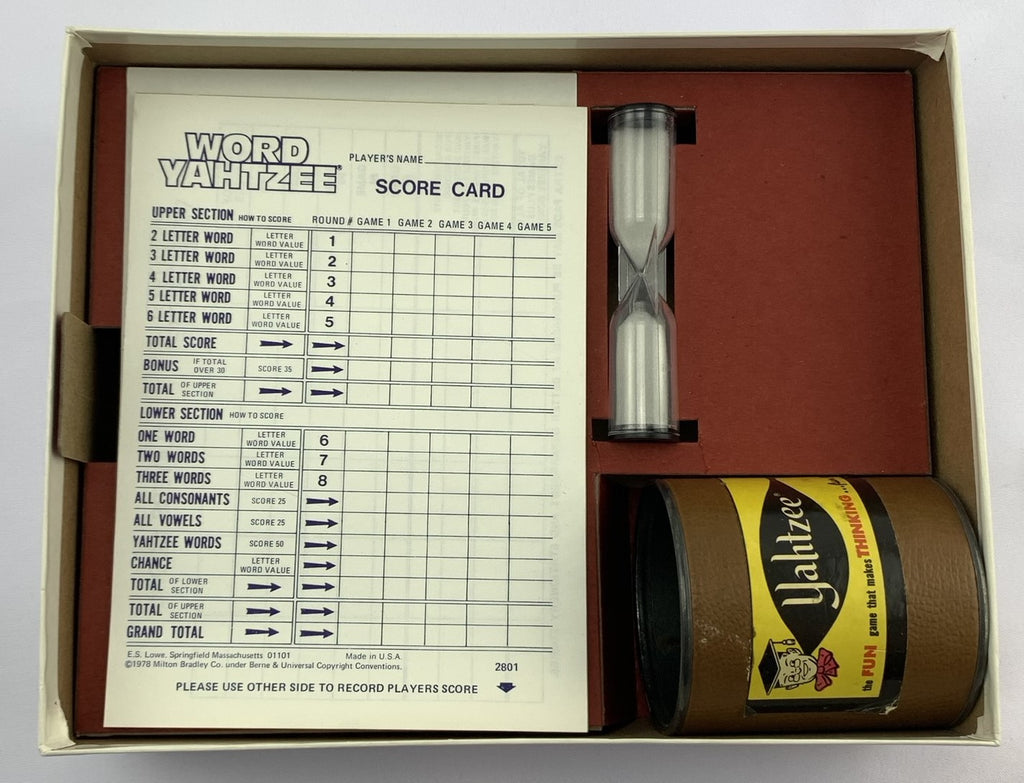 WORD
YAHTZEE®
PLAYER'S NAME
SCORE CARD
UPPER SECTION HOW TO SCORE ROUND # GAME 1 GAME 2 GAME 3 GAME 4 GAME 5
2 LETTER WORD LETTER WORD VALUE 1
3 LETTER WORD LETTER WORD VALUE 2
4 LETTER WORD LETTER WORD VALUE 3
5 LETTER WORD LETTER WORD VALUE 4
6 LETTER WORD LETTER WORD VALUE 5
TOTAL SCORE
BONUS IF TOTAL OVER 30 SCORE 35
TOTAL OF UPPER SECTION
LOWER SECTION HOW TO SCORE
ONE WORD LETTER WORD VALUE 6
TWO WORDS LETTER WORD VALUE 7
THREE WORDS LETTER WORD VALUE 8
ALL CONSONANTS SCORE 25
ALL VOWELS SCORE 25
YAHTZEE WORDS SCORE 50
CHANCE LETTER WORD VALUE
TOTAL OF LOWER SECTION
TOTAL OF UPPER SECTION
GRAND TOTAL
E.S. Lowe, Springfield Massachusetts 01101 Made in U.S.A.
©1978 Milton Bradley Co. under Berne & Universal Copyright Conventions. 2801
PLEASE USE OTHER SIDE TO RECORD PLAYERS SCORE
Yahtzee®
the FUN game that makes THINKING...